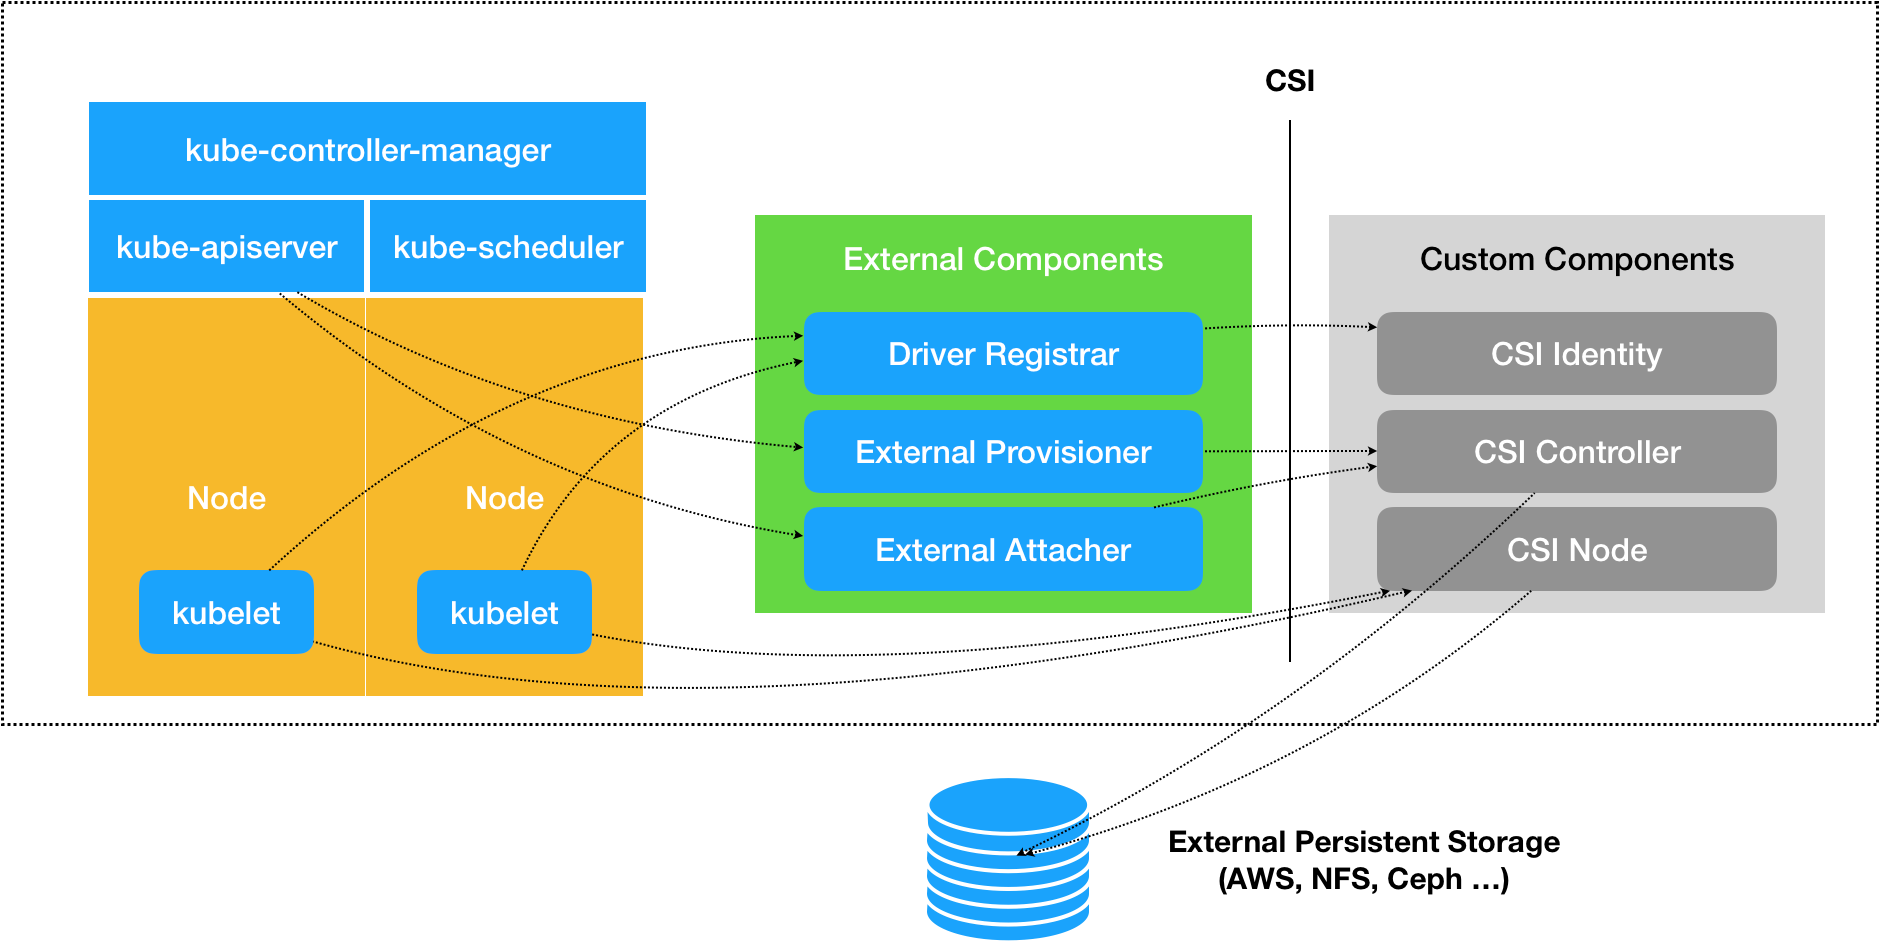 CSI
kube-controller-manager
kube-apiserver
kube-scheduler
Node
Node
kubelet
kubelet
External Components
Driver Registrar
External Provisioner
External Attacher
Custom Components
CSI Identity
CSI Controller
CSI Node
External Persistent Storage
(AWS, NFS, Ceph …)